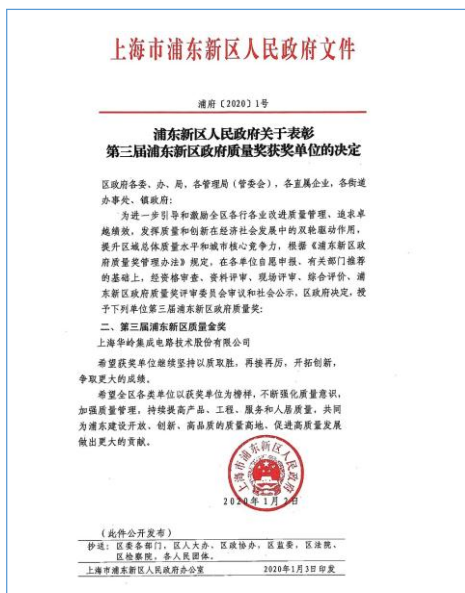 上海市浦东新区人民政府文件
浦府〔2020〕1号
浦东新区人民政府关于表彰
第三届浦东新区政府质量奖获奖单位的决定
区政府各委、办、局，各管理局（管委会），各直属企业，各街道
办事处、镇政府：
为进一步引导和激励全区各行各业改进质量管理、追求卓
越绩效，发挥质量和创新在经济社会发展中的双轮驱动作用，
提升区域总体质量水平和城市核心竞争力，根据《浦东新区政
府质量奖管理办法》规定，在各单位自愿申报、有关部门推荐
的基础上，经资格审查、资料评审、现场评审、综合评价、浦
东新区政府质量奖评审委员会审议和社会公示，区政府决定，授
予下列单位第三届浦东新区政府质量奖：
二、第三届浦东新区质量金奖
上海华岭集成电路技术股份有限公司
希望获奖单位继续坚持以质取胜，再接再厉，开拓创新，
争取更大的成绩。
希望全区各类单位以获奖单位为榜样，不断强化质量意识，
加强质量管理，持续提高产品、工程、服务和人居质量，共同
为浦东建设开放、创新、高品质的质量高地、促进高质量发展
做出更大的贡献。
上海市浦东新区人民政府
2020年1月2日
（此件公开发布）
抄送：区委各部门，区人大办，区政协办，区监委，区法院、
区检察院，各人民团体。
上海市浦东新区人民政府办公室 2020年1月3日印发